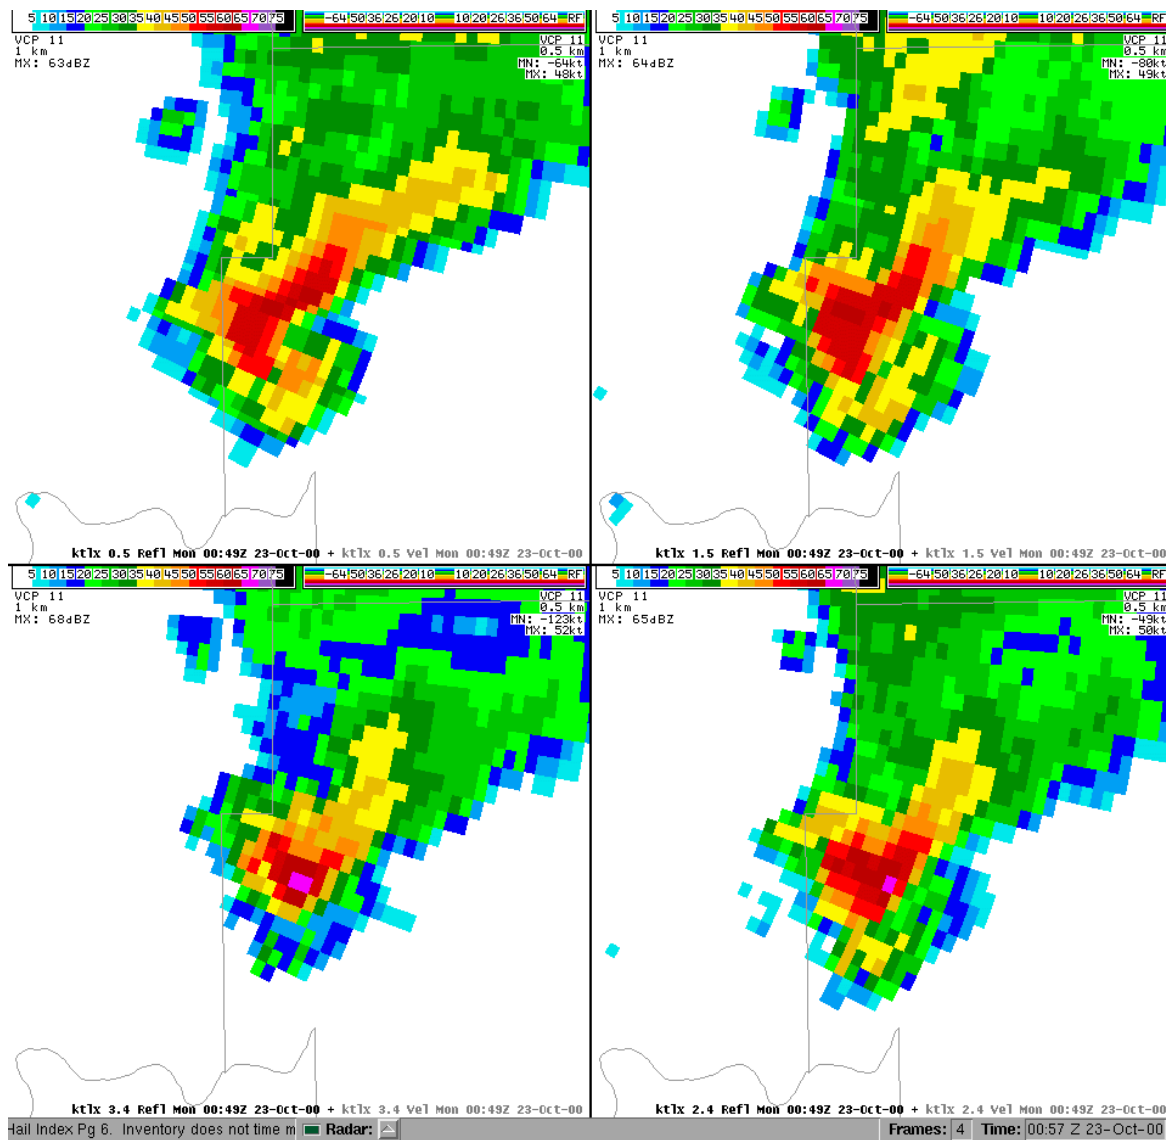 5 10 15 20 25 30 35 40 45 50 55 60 65 70 75 -64 50 36 26 10 10 20 26 36 50 64 RF
VCP 11 VCP 11
1 km 0.5 km
MX: 63dBZ MN: -64kt
MX: 48kt
ktlx 0.5 Refl Mon 00:49Z 23-Oct-00 + ktlx 0.5 Vel Mon 00:49Z 23-Oct-00
5 10 15 20 25 30 35 40 45 50 55 60 65 70 75 -64 50 36 26 10 10 20 26 36 50 64 RF
VCP 11 VCP 11
1 km 0.5 km
MX: 64dBZ MN: -80kt
MX: 49kt
ktlx 1.5 Refl Mon 00:49Z 23-Oct-00 + ktlx 1.5 Vel Mon 00:49Z 23-Oct-00
5 10 15 20 25 30 35 40 45 50 55 60 65 70 75 -64 50 36 26 10 10 20 26 36 50 64 RF
VCP 11 VCP 11
1 km 0.5 km
MX: 68dBZ MN: -123kt
MX: 52kt
ktlx 3.4 Refl Mon 00:49Z 23-Oct-00 + ktlx 3.4 Vel Mon 00:49Z 23-Oct-00
5 10 15 20 25 30 35 40 45 50 55 60 65 70 75 -64 50 36 26 10 10 20 26 36 50 64 RF
VCP 11 VCP 11
1 km 0.5 km
MX: 65dBZ MN: -49kt
MX: 50kt
ktlx 2.4 Refl Mon 00:49Z 23-Oct-00 + ktlx 2.4 Vel Mon 00:49Z 23-Oct-00
Hail Index Pg 6. Inventory does not time m Radar: Frames: 4 Time: 00:57 Z 23-Oct-00